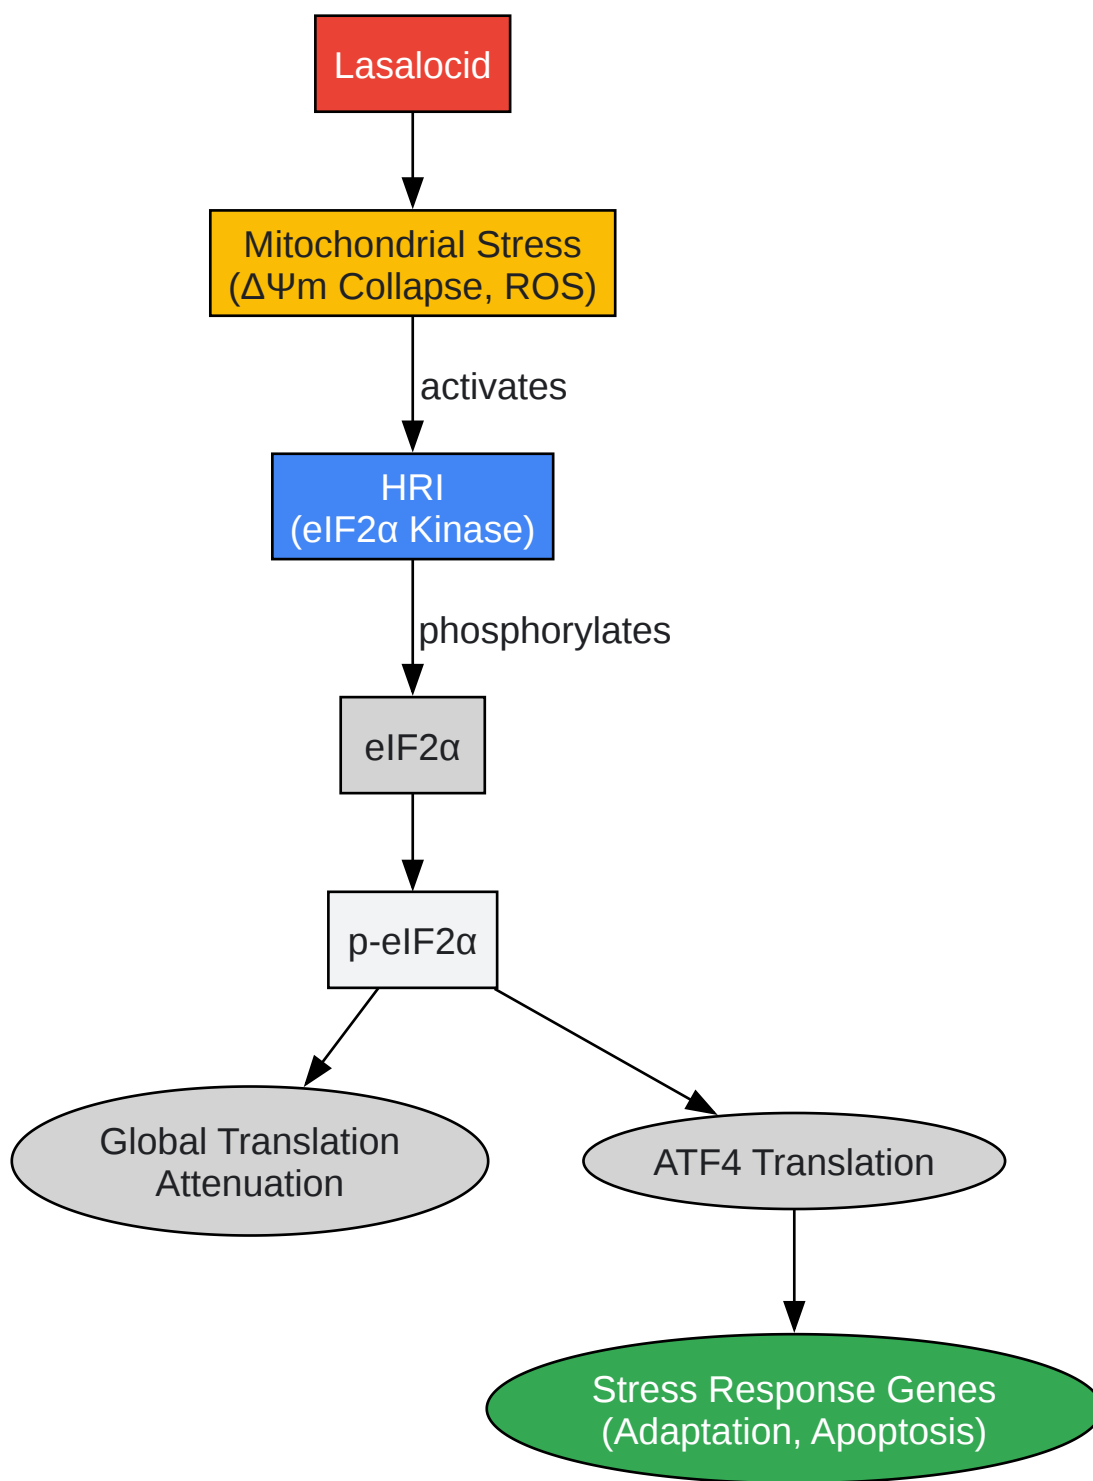 Lasalocid
Mitochondrial Stress
(ΔΨm Collapse, ROS)
activates
HRI
(eIF2α Kinase)
phosphorylates
eIF2α
p-eIF2α
Global Translation
Attenuation
ATF4 Translation
Stress Response Genes
(Adaptation, Apoptosis)